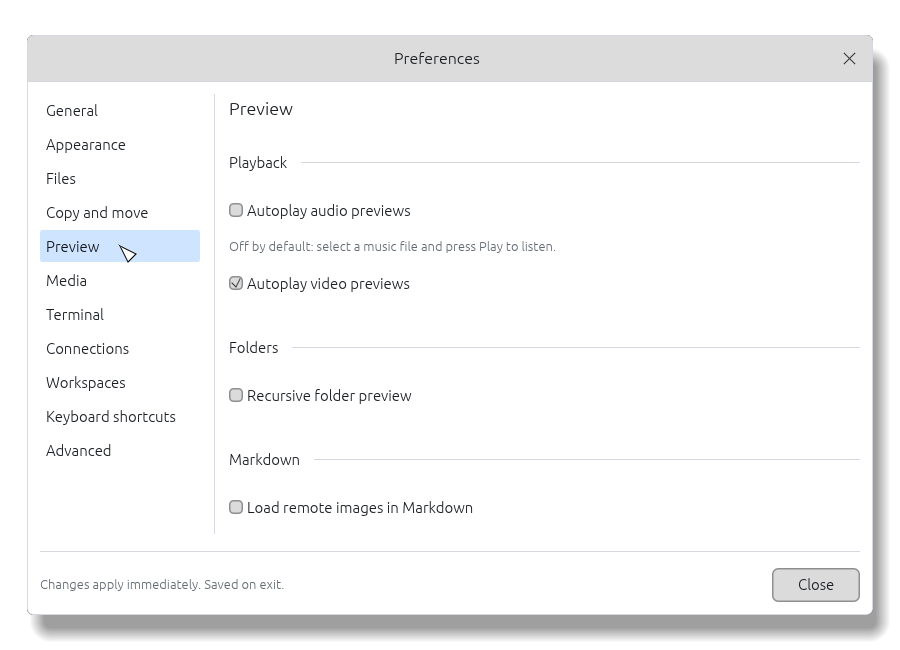 Preferences
General
Appearance
Files
Copy and move
Preview
Media
Terminal
Connections
Workspaces
Keyboard shortcuts
Advanced
Preview
Playback
Autoplay audio previews
Off by default: select a music file and press Play to listen.
Autoplay video previews
Folders
Recursive folder preview
Markdown
Load remote images in Markdown
Changes apply immediately. Saved on exit.
Close